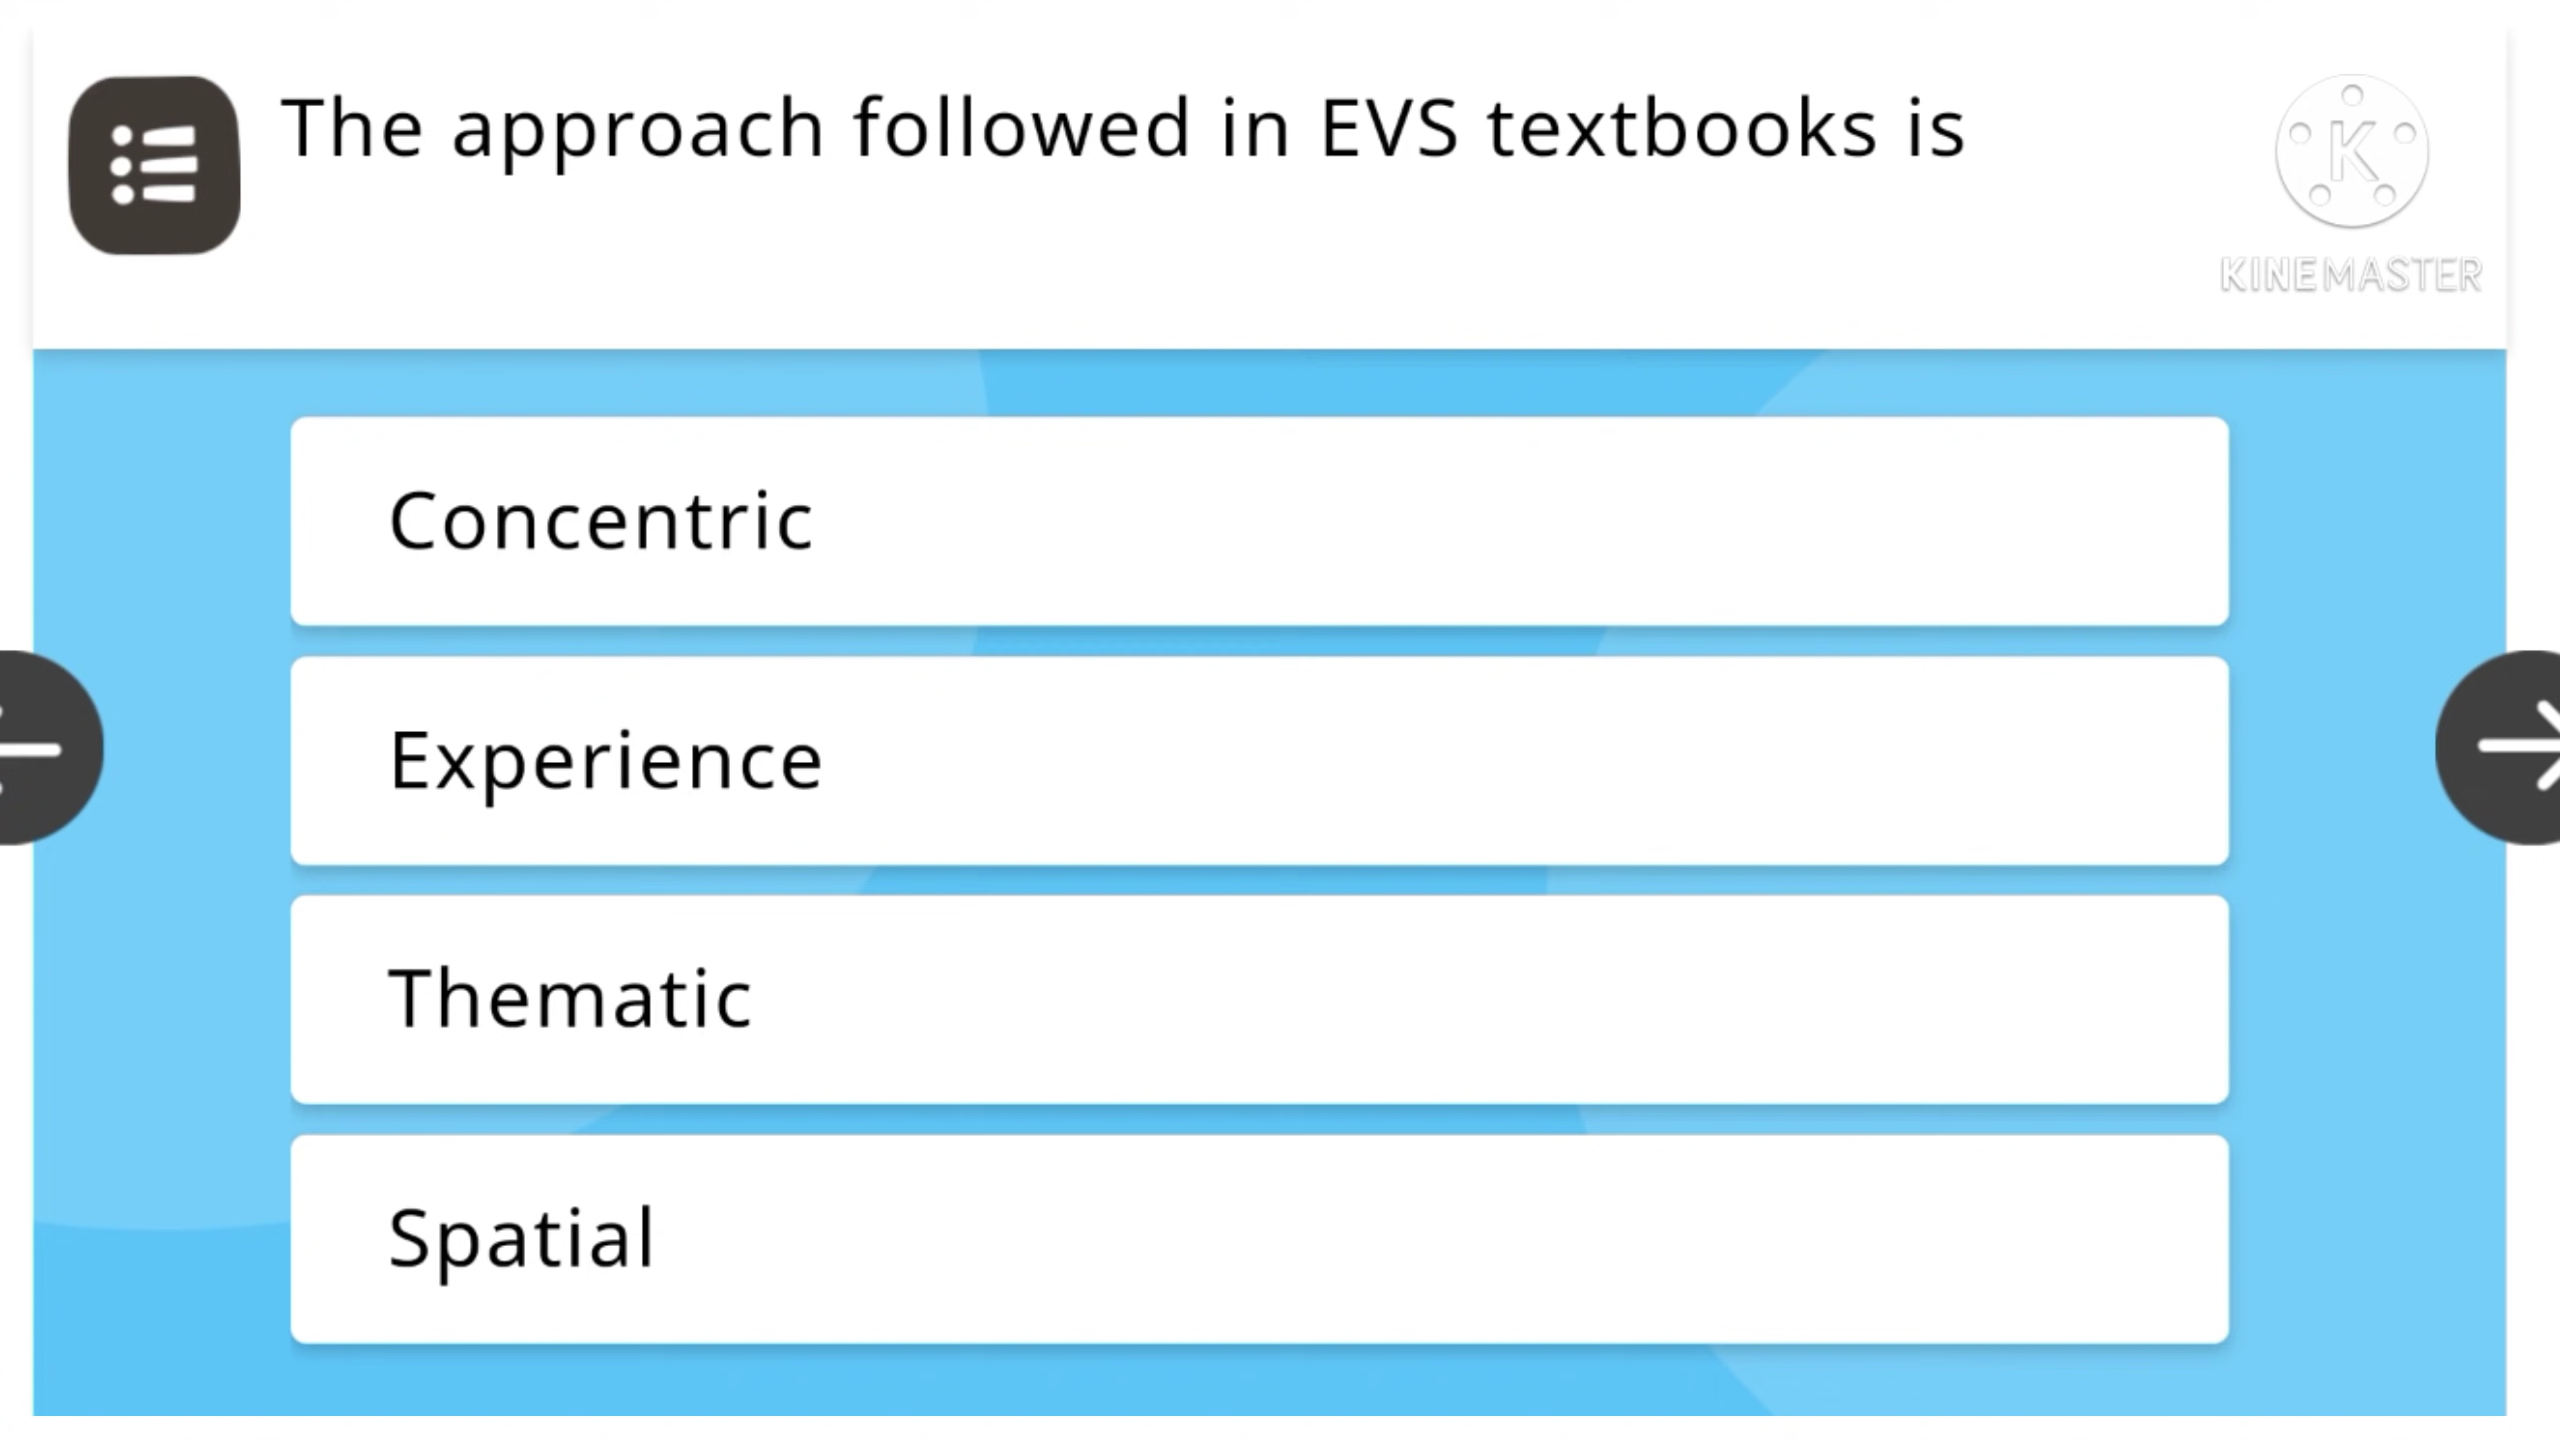 The approach followed in EVS textbooks is
K
KINEMASTER
Concentric
Experience
Thematic
Spatial